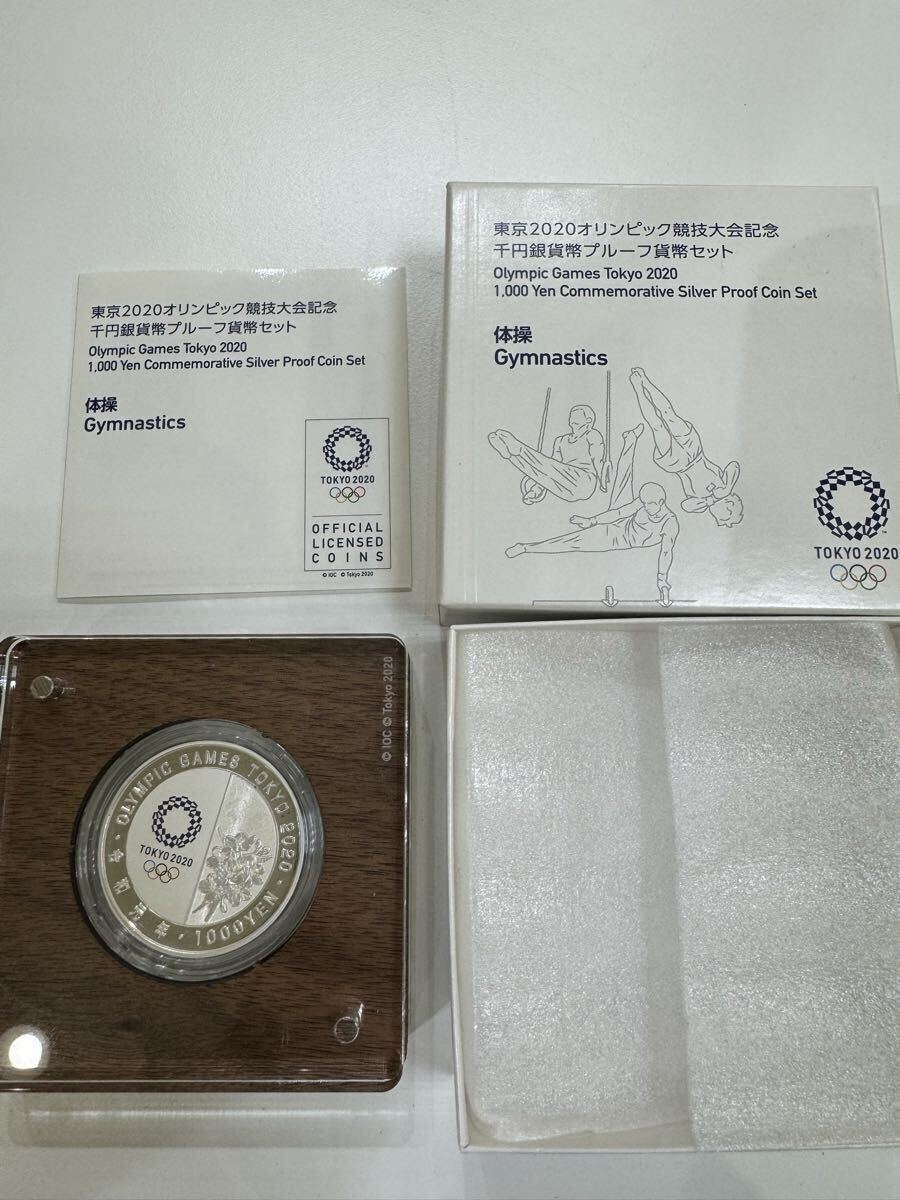 東京2020オリンピック競技大会記念
千円銀貨幣プルーフ貨幣セット
Olympic Games Tokyo 2020
1,000 Yen Commemorative Silver Proof Coin Set
体操
Gymnastics
TOKYO 2020
OFFICIAL
LICENSED
COINS
© IOC © Tokyo 2020
東京2020オリンピック競技大会記念
千円銀貨幣プルーフ貨幣セット
Olympic Games Tokyo 2020
1,000 Yen Commemorative Silver Proof Coin Set
体操
Gymnastics
TM
TOKYO 2020
© IOC © Tokyo 2020
OLYMPIC GAMES TOKYO 2020・
令和元年・1000YEN・
TOKYO 2020